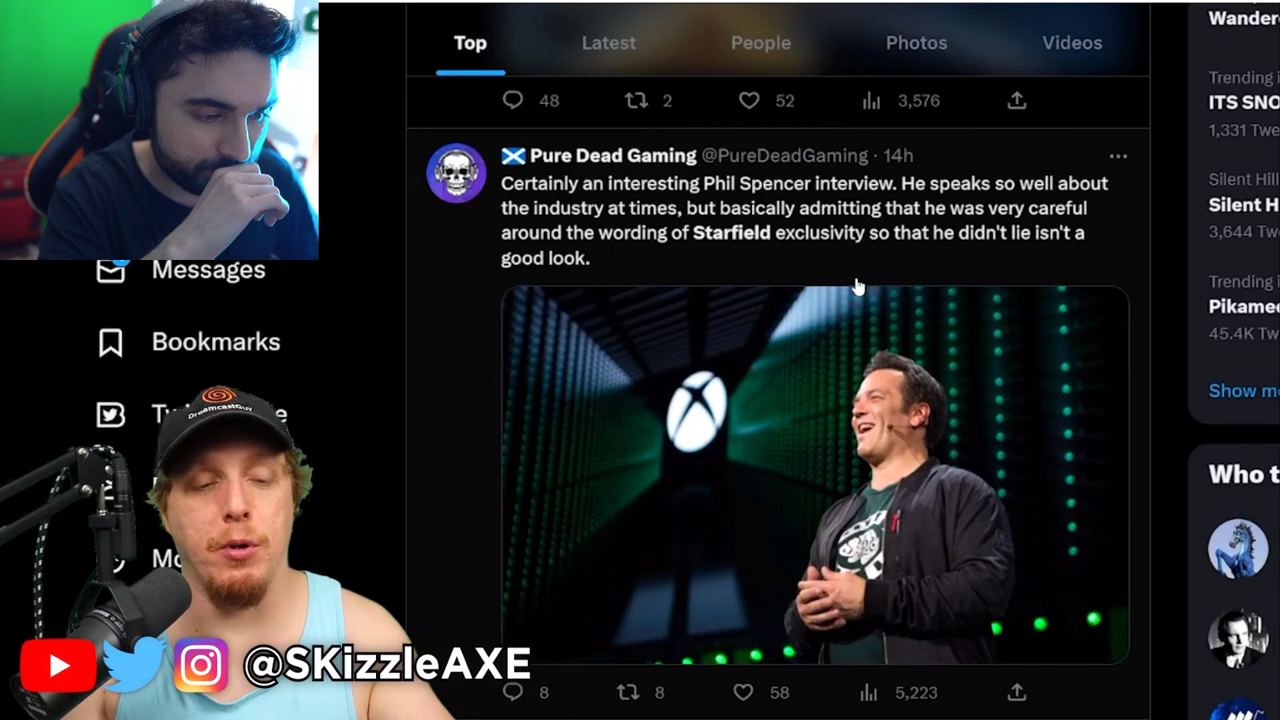 Top
Latest
People
Photos
Videos
48
2
52
3,576
Pure Dead Gaming @PureDeadGaming · 14h
Certainly an interesting Phil Spencer interview. He speaks so well about
the industry at times, but basically admitting that he was very careful
around the wording of Starfield exclusivity so that he didn't lie isn't a
good look.
8
8
58
5,223
Messages
Bookmarks
DreamcastGuy
@SKizzleAXE
Trending
ITS SNO
1,331 Twe
Silent Hill
Silent H
3,644 Twe
Trending i
Pikame
45.4K Tw
Show m
Who t